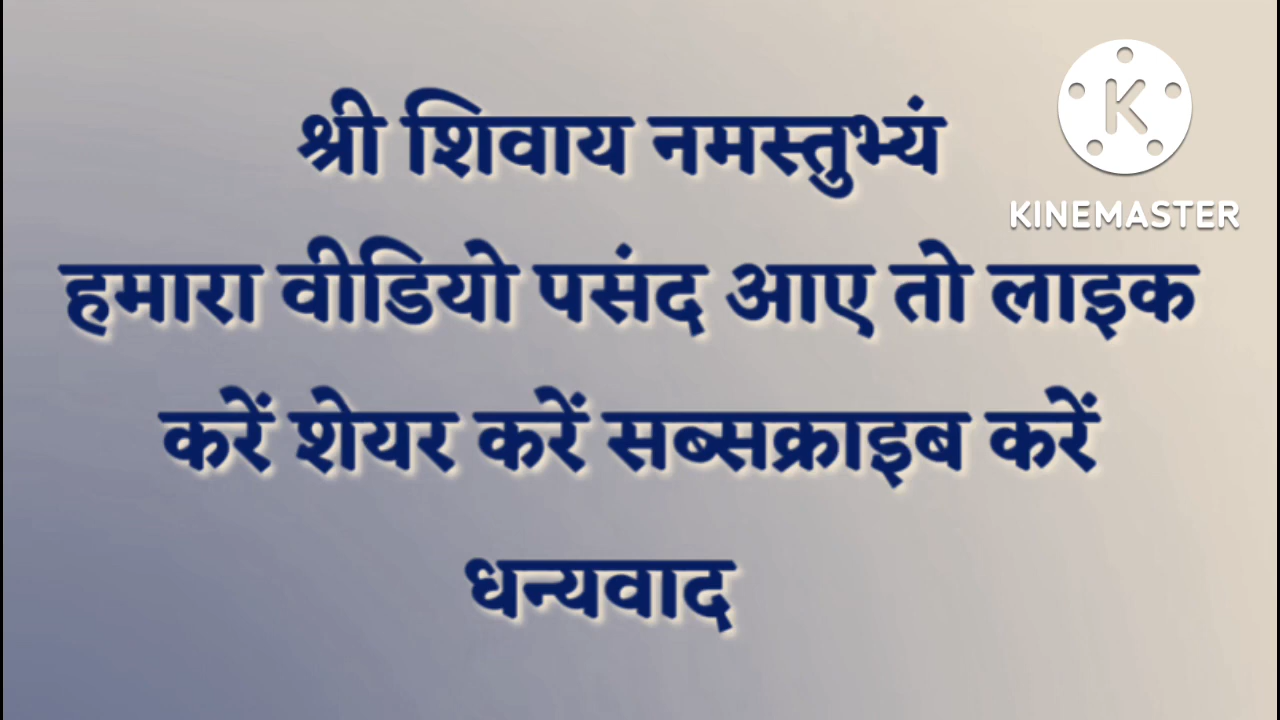 श्री शिवाय नमस्तुभ्यं
KINEMASTER
हमारा वीडियो पसंद आए तो लाइक
करें शेयर करें सब्सक्राइब करें
धन्यवाद